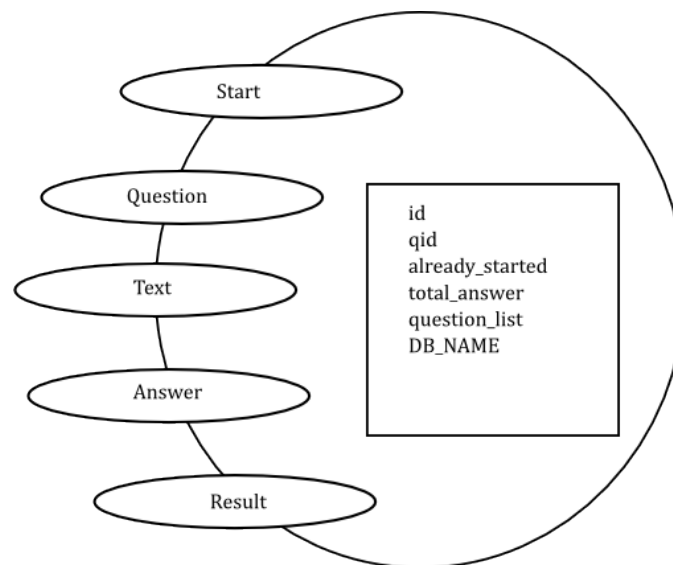 Start
Question
Text
Answer
Result
id
qid
already_started
total_answer
question_list
DB_NAME